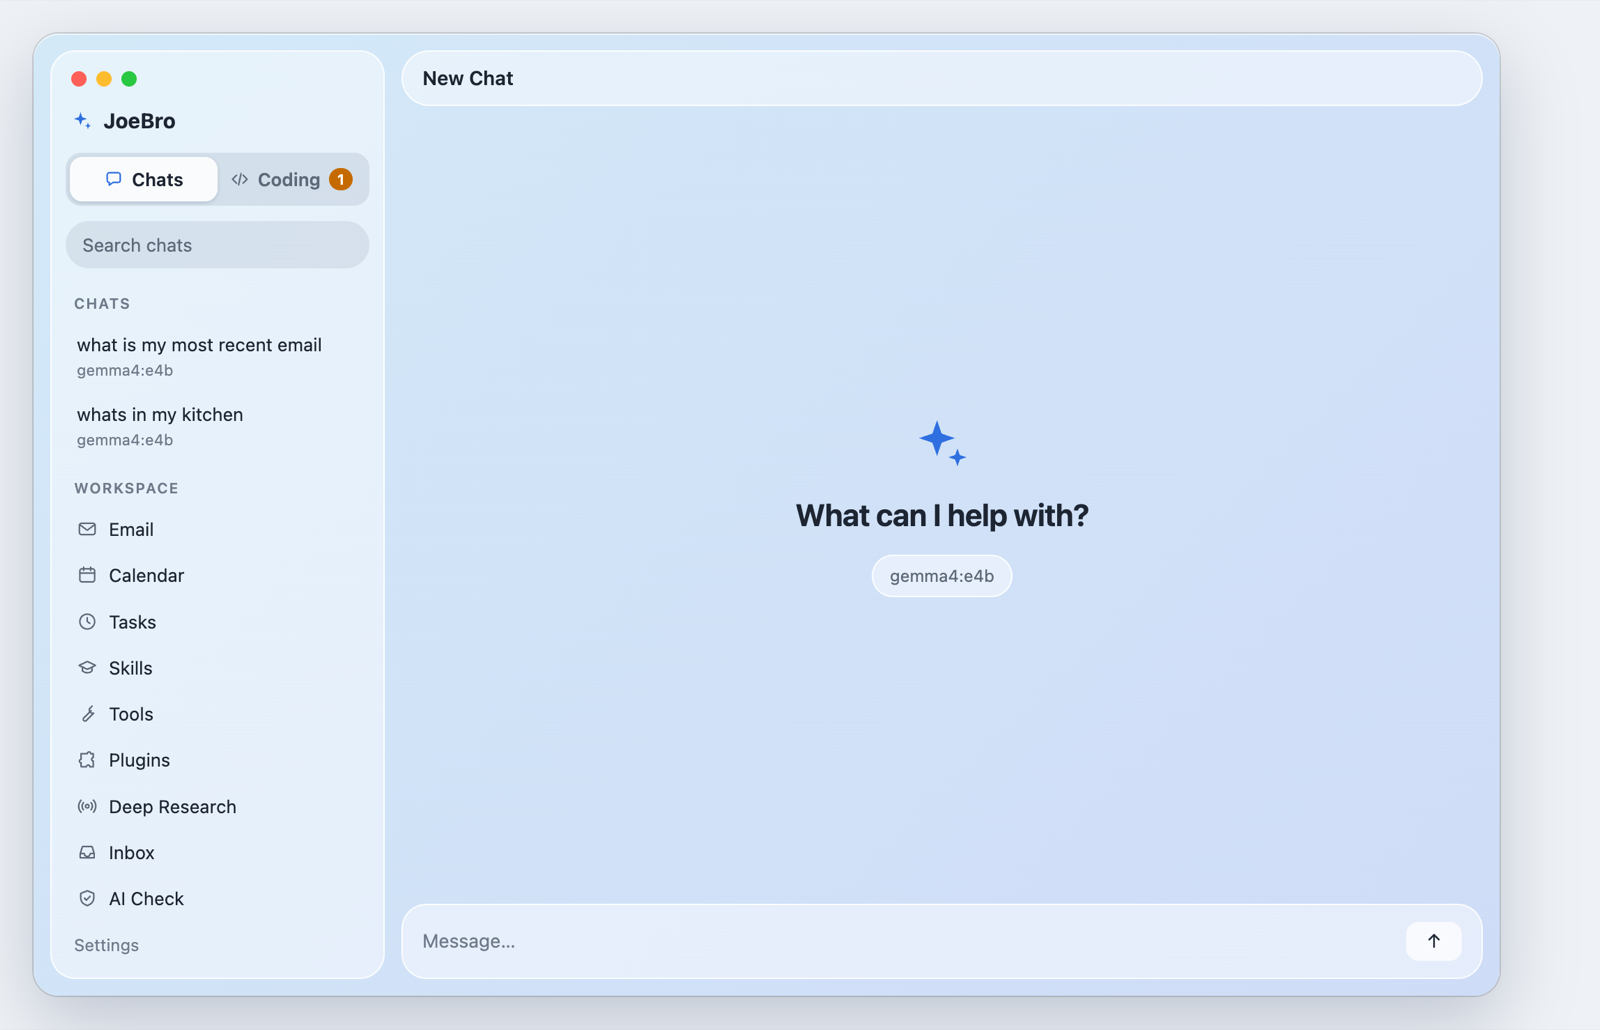 New Chat
JoeBro
Chats
Coding 1
Search chats
CHATS
what is my most recent email
gemma4:e4b
whats in my kitchen
gemma4:e4b
WORKSPACE
Email
Calendar
Tasks
Skills
Tools
Plugins
Deep Research
Inbox
AI Check
Settings
What can I help with?
gemma4:e4b
Message...